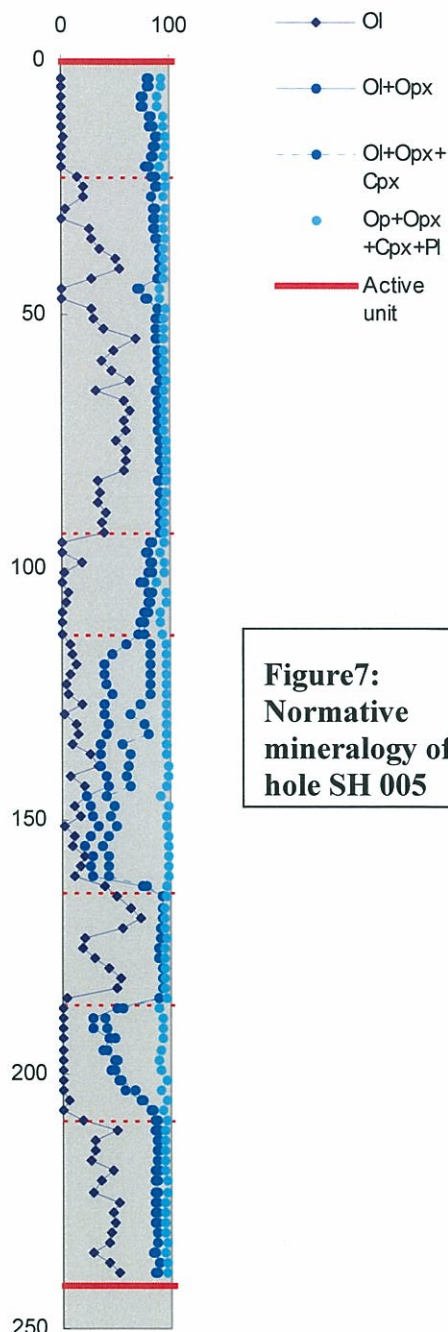 0 100
0
50
100
150
200
250
Ol
Ol+Opx
Ol+Opx+
Cpx
Op+Opx
+Cpx+Pl
Active
unit
Figure7:
Normative
mineralogy of
hole SH 005